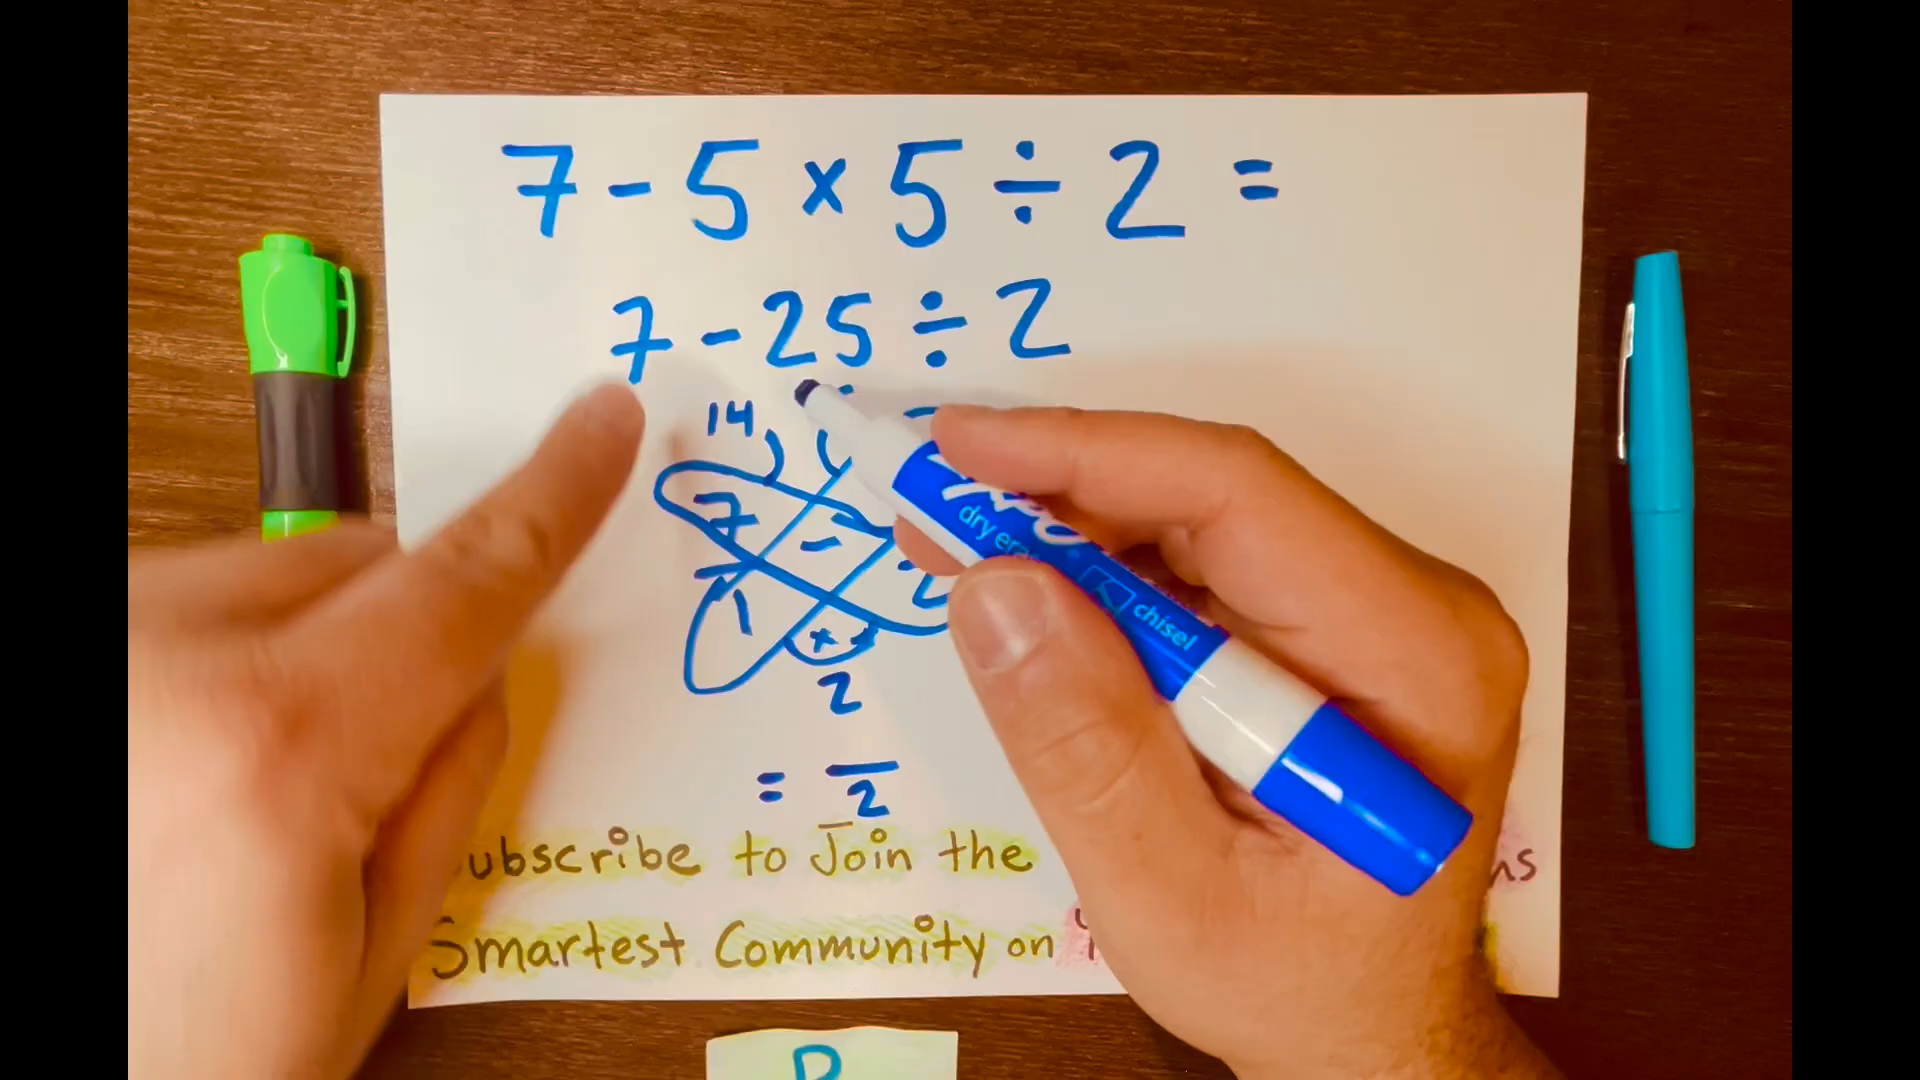 7 - 5 × 5 ÷ 2 =
7 - 25 ÷ 2
14
7 -
1 2
+
2
= — 2
ubscribe to Join the
Smartest Community on
dry era
chisel